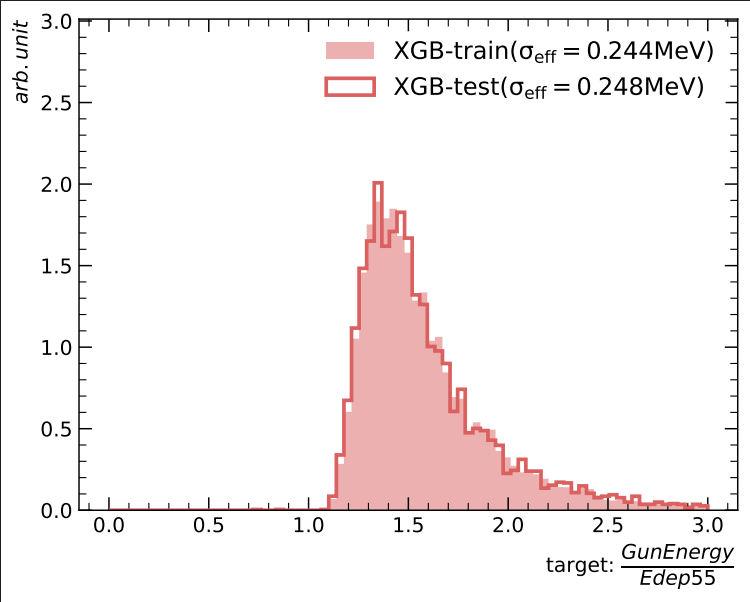 3.0
arb. unit
XGB-train(σeff = 0.244MeV)
XGB-test(σeff = 0.248MeV)
2.5
2.0
1.5
1.0
0.5
0.0
0.0 0.5 1.0 1.5 2.0 2.5 3.0
target: GunEnergy
Edep55